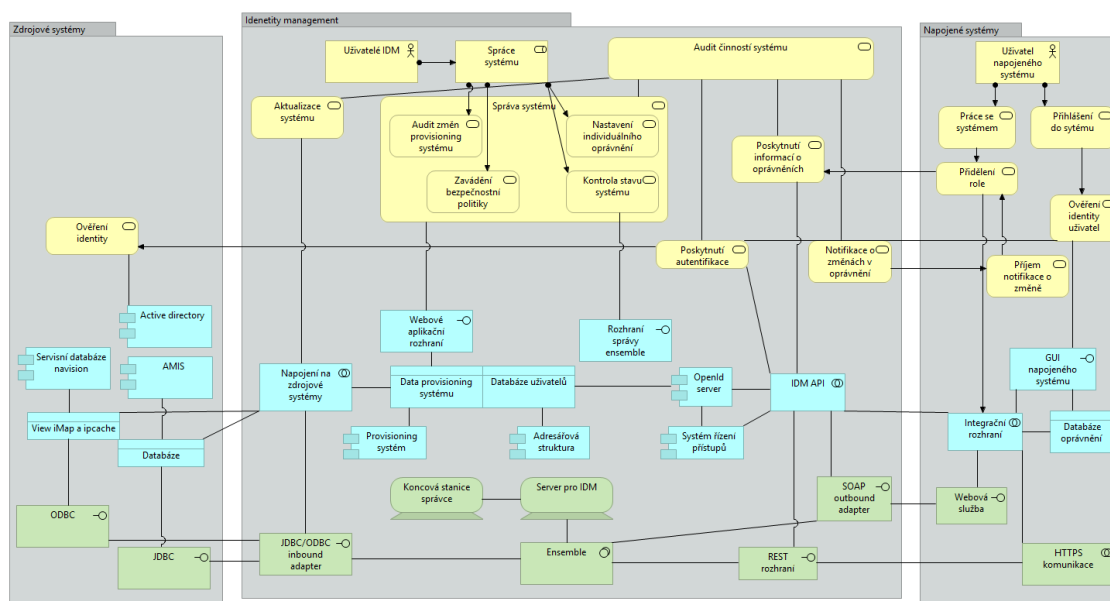 Zdrojové systémy
Ověření
identity
Active directory
Servisní databáze
navision
AMIS
View iMap a ipcache
Databáze
ODBC
JDBC
Idenetity management
Uživatelé IDM
Spráce
systému
Audit činností systému
Aktualizace
systému
Správa systému
Audit změn
provisioning
systému
Nastavení
individuálního
oprávnění
Zavádění
bezpečnostní
politiky
Kontrola stavu
systému
Poskytnutí
informací o
oprávněních
Poskytnutí
autentifikace
Notifikace o
změnách v
oprávnění
Webové
aplikační
rozhraní
Rozhraní
správy
ensemble
Napojení na
zdrojové
systémy
Data provisioning
systému
Databáze uživatelů
OpenId
server
IDM API
Provisioning
systém
Adresářová
struktura
Systém řízení
přístupů
Koncová stanice
správce
Server pro IDM
SOAP
outbound
adapter
JDBC/ODBC
inbound
adapter
Ensemble
REST
rozhraní
Napojené systémy
Uživatel
napojeného
systému
Práce se
systémem
Přihlášení
do sytému
Přidělení
role
Ověření
identity
uživatel
Příjem
notifikace o
změně
GUI
napojeného
systému
Integrační
rozhraní
Databáze
oprávnění
Webová
služba
HTTPS
komunikace